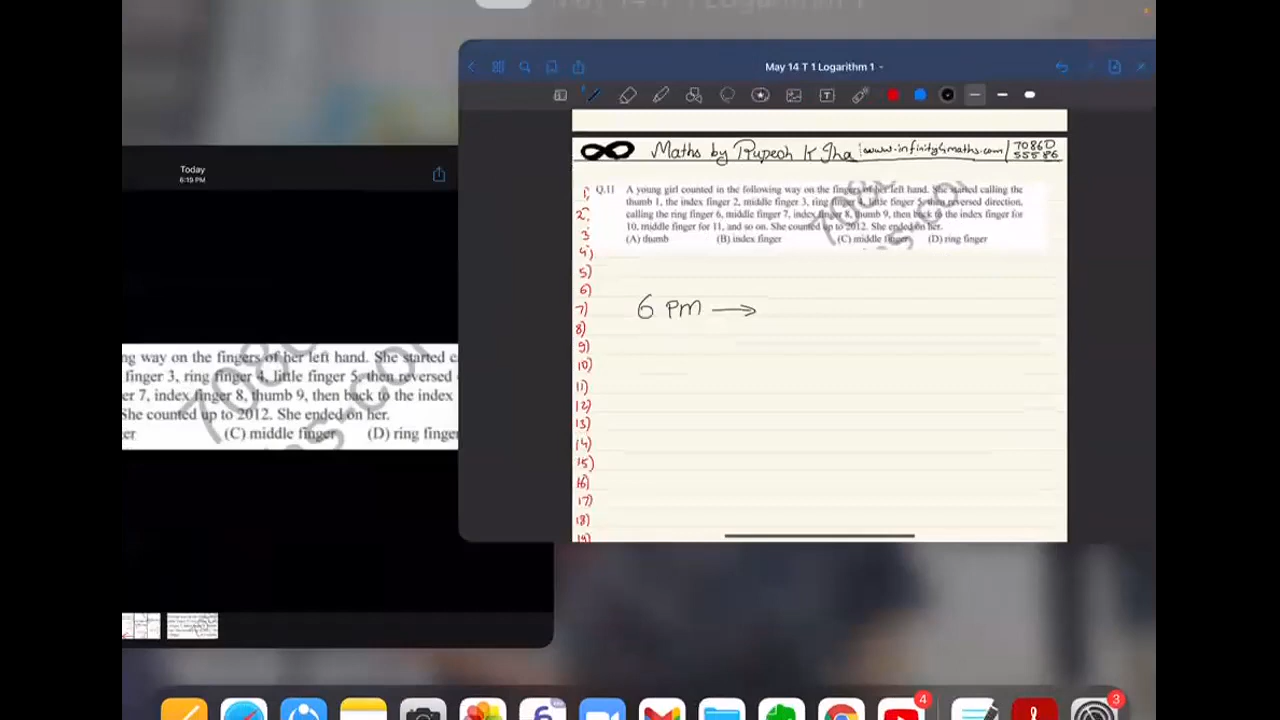 May 14 T 1 Logarithm 1
Today
6:19 PM
Maths by Rupesh K Jha www.infinity4maths.com 70860 55586
Q.11 A young girl counted in the following way on the fingers of her left hand. She started calling the
thumb 1, the index finger 2, middle finger 3, ring finger 4, little finger 5, then reversed direction,
calling the ring finger 6, middle finger 7, index finger 8, thumb 9, then back to the index finger for
10, middle finger for 11, and so on. She counted up to 2012. She ended on her.
(A) thumb (B) index finger (C) middle finger (D) ring finger
1)
2)
3
4)
5)
6)
7)
8)
9)
10)
11)
12)
13)
14)
15)
16)
17)
18)
19)
6 PM →
ng way on the fingers of her left hand. She started c
finger 3, ring finger 4, little finger 5, then reversed
er 7, index finger 8, thumb 9, then back to the index
She counted up to 2012. She ended on her.
er (C) middle finger (D) ring finger
4
3